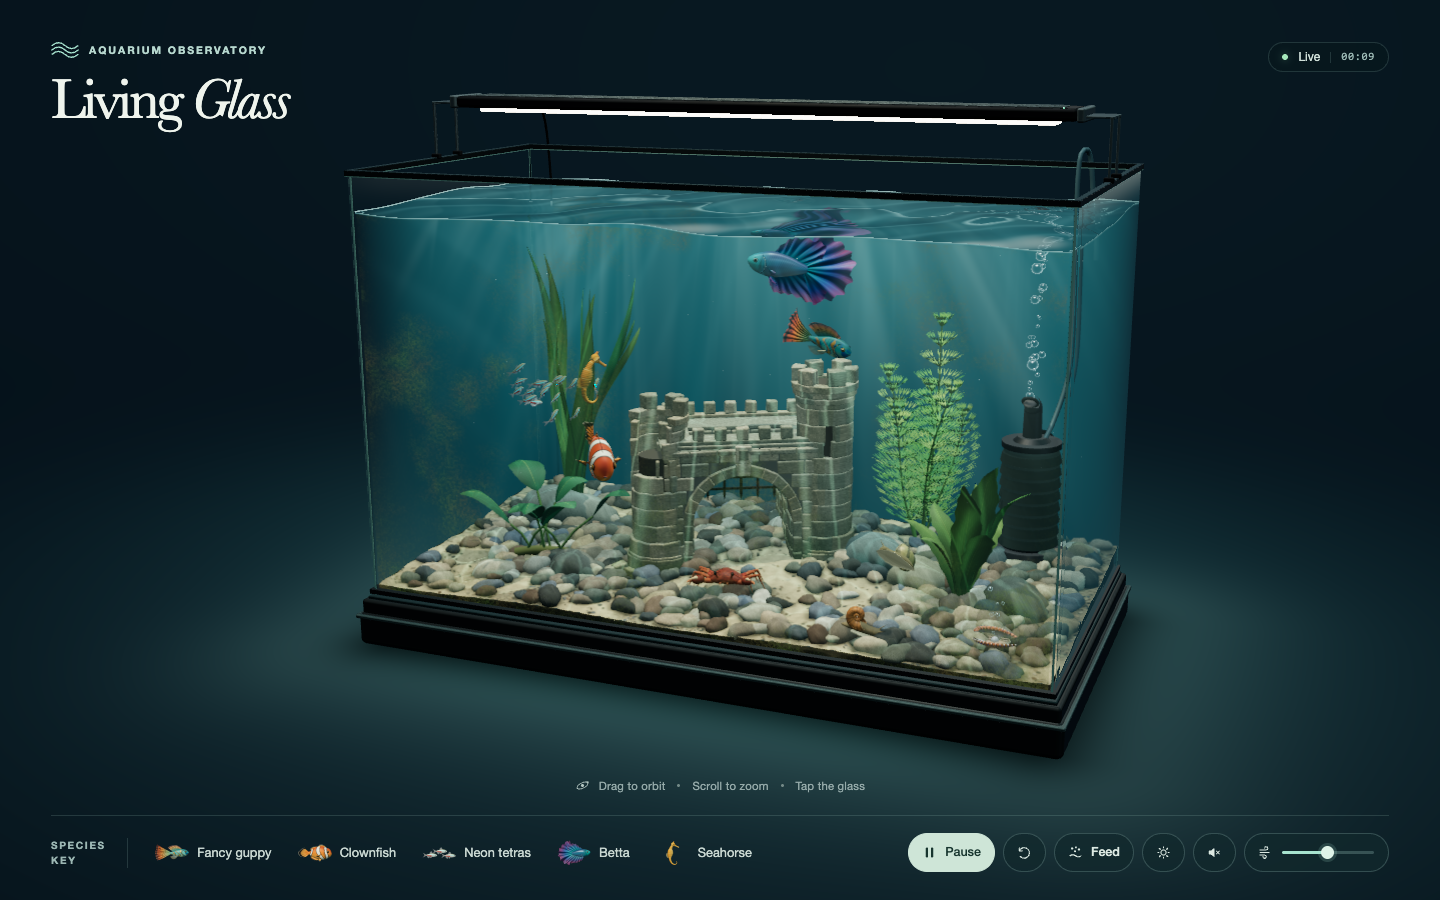 AQUARIUM OBSERVATORY
Living Glass
Live 00:09
Drag to orbit • Scroll to zoom • Tap the glass
SPECIES
KEY
Fancy guppy
Clownfish
Neon tetras
Betta
Seahorse
Pause
Feed